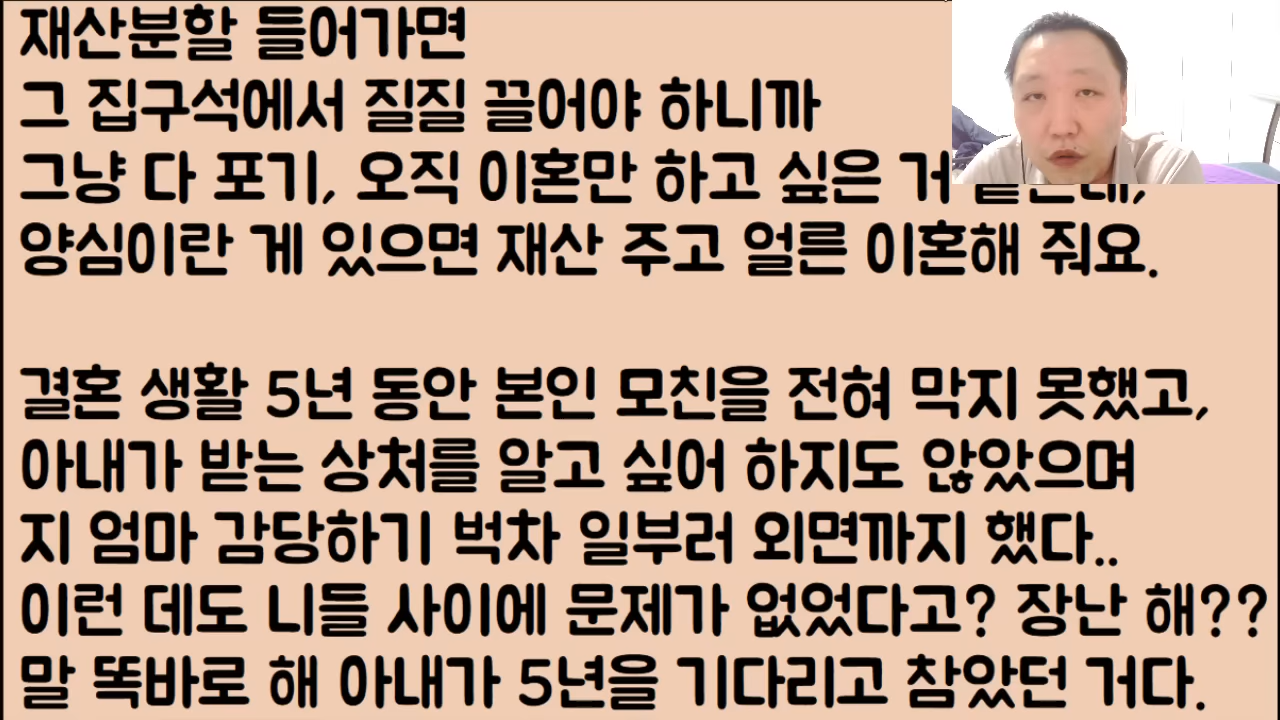 재산분할 들어가면
그 집구석에서 질질 끌어야 하니까
그냥 다 포기, 오직 이혼만 하고 싶은 거
양심이란 게 있으면 재산 주고 얼른 이혼해 줘요.
결혼 생활 5년 동안 본인 모친을 전혀 막지 못했고,
아내가 받는 상처를 알고 싶어 하지도 않았으며
지 엄마 감당하기 벅차 일부러 외면까지 했다..
이런 데도 니들 사이에 문제가 없었다고? 장난 해??
말 똑바로 해 아내가 5년을 기다리고 참았던 거다.